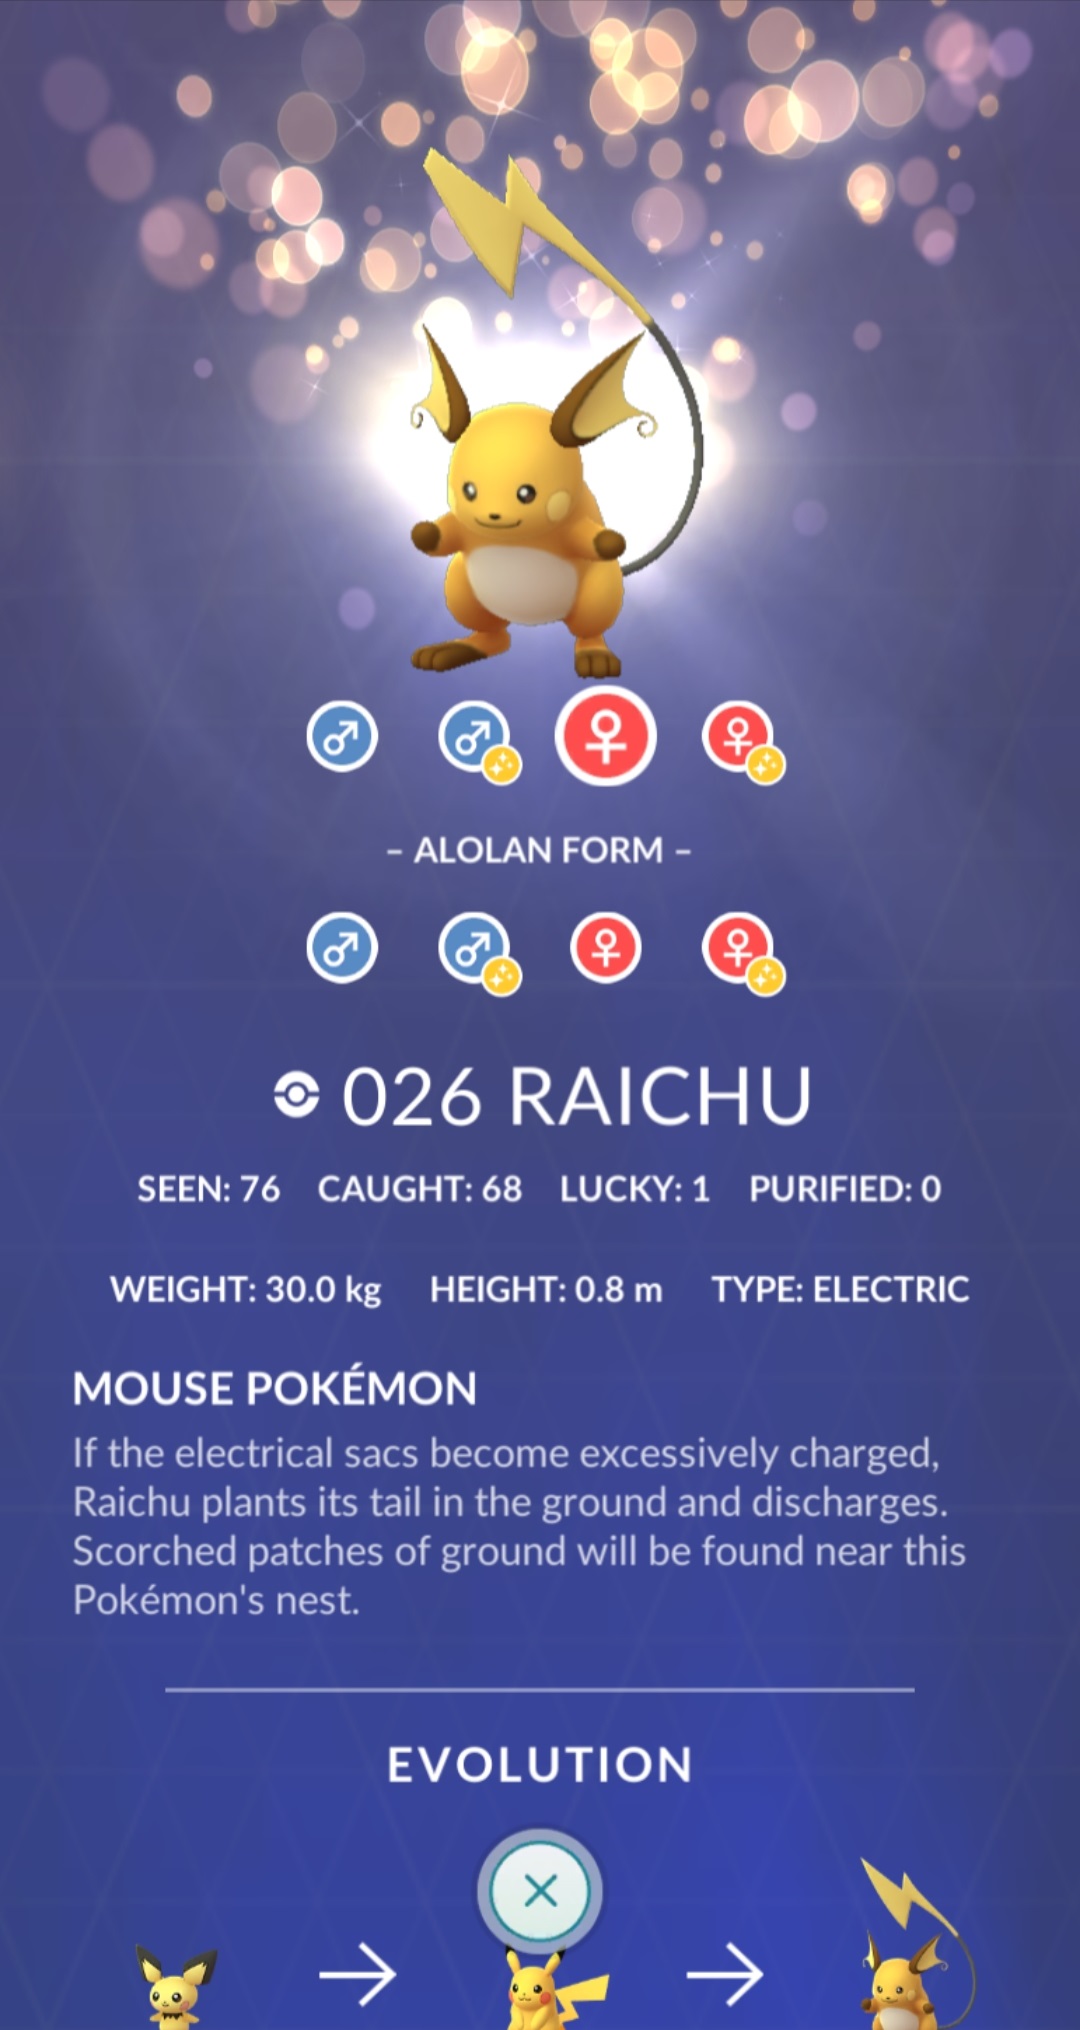 – ALOLAN FORM –
026 RAICHU
SEEN: 76 CAUGHT: 68 LUCKY: 1 PURIFIED: 0
WEIGHT: 30.0 kg HEIGHT: 0.8 m TYPE: ELECTRIC
MOUSE POKÉMON
If the electrical sacs become excessively charged,
Raichu plants its tail in the ground and discharges.
Scorched patches of ground will be found near this
Pokémon's nest.
EVOLUTION